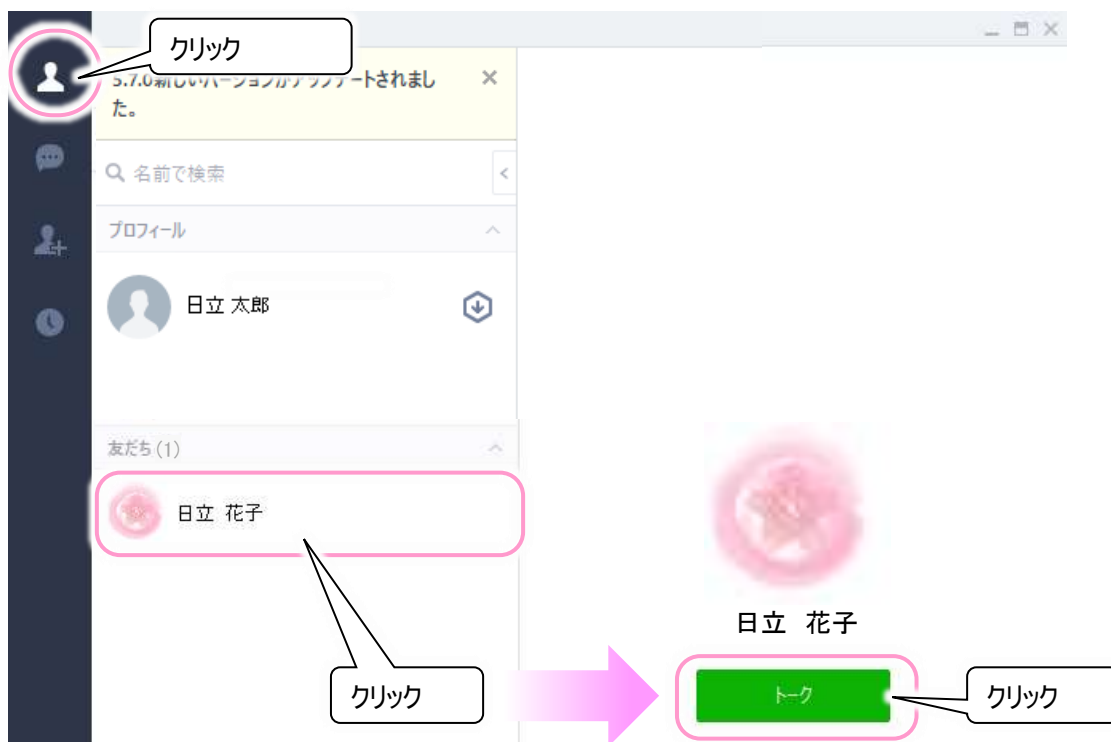 クリック
5.7.0新しいバージョンがアップデートされまし
た。
名前で検索
プロフィール
日立 太郎
友だち (1)
日立 花子
クリック
日立 花子
トーク
クリック